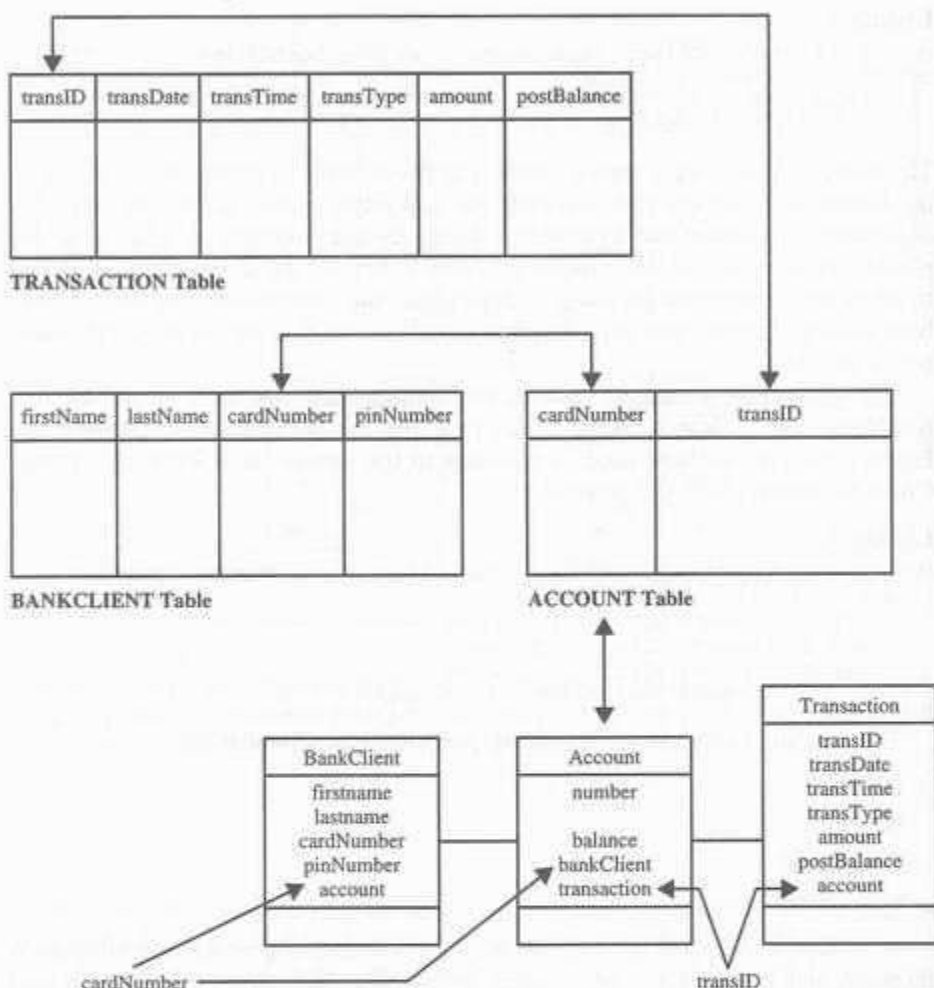 transID transDate transTime transType amount postBalance
TRANSACTION Table
firstName lastName cardNumber pinNumber
BANKCLIENT Table
cardNumber transID
ACCOUNT Table
BankClient
firstname
lastname
cardNumber
pinNumber
account
Account
number
balance
bankClient
transaction
Transaction
transID
transDate
transTime
transType
amount
postBalance
account
cardNumber
transID